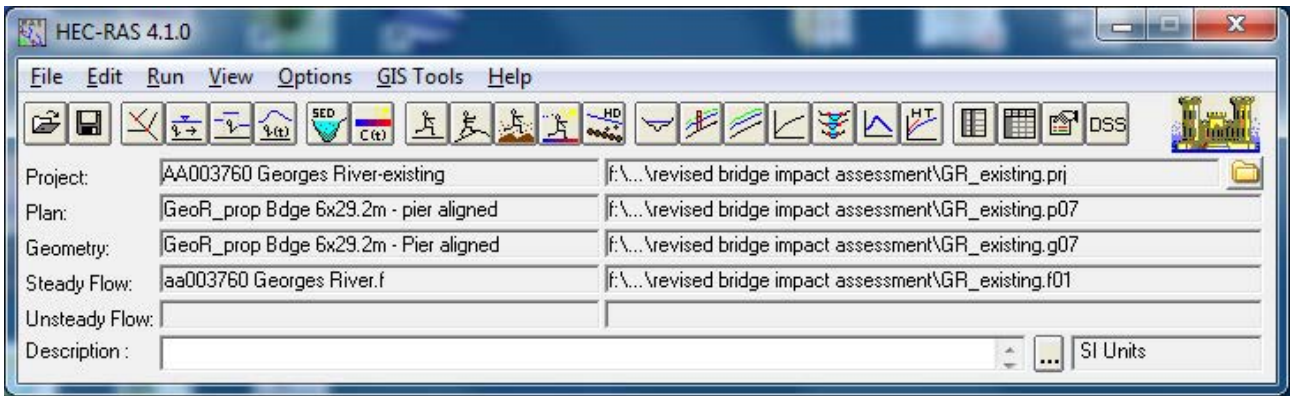 HEC-RAS 4.1.0
File Edit Run View Options GIS Tools Help
SED C(t) HD HT DSS
Project: AA003760 Georges River-existing f:\...\revised bridge impact assessment\GR_existing.prj
Plan: GeoR_prop Bdge 6x29.2m - pier aligned f:\...\revised bridge impact assessment\GR_existing.p07
Geometry: GeoR_prop Bdge 6x29.2m - Pier aligned f:\...\revised bridge impact assessment\GR_existing.g07
Steady Flow: aa003760 Georges River.f f:\...\revised bridge impact assessment\GR_existing.f01
Unsteady Flow:
Description : ... SI Units